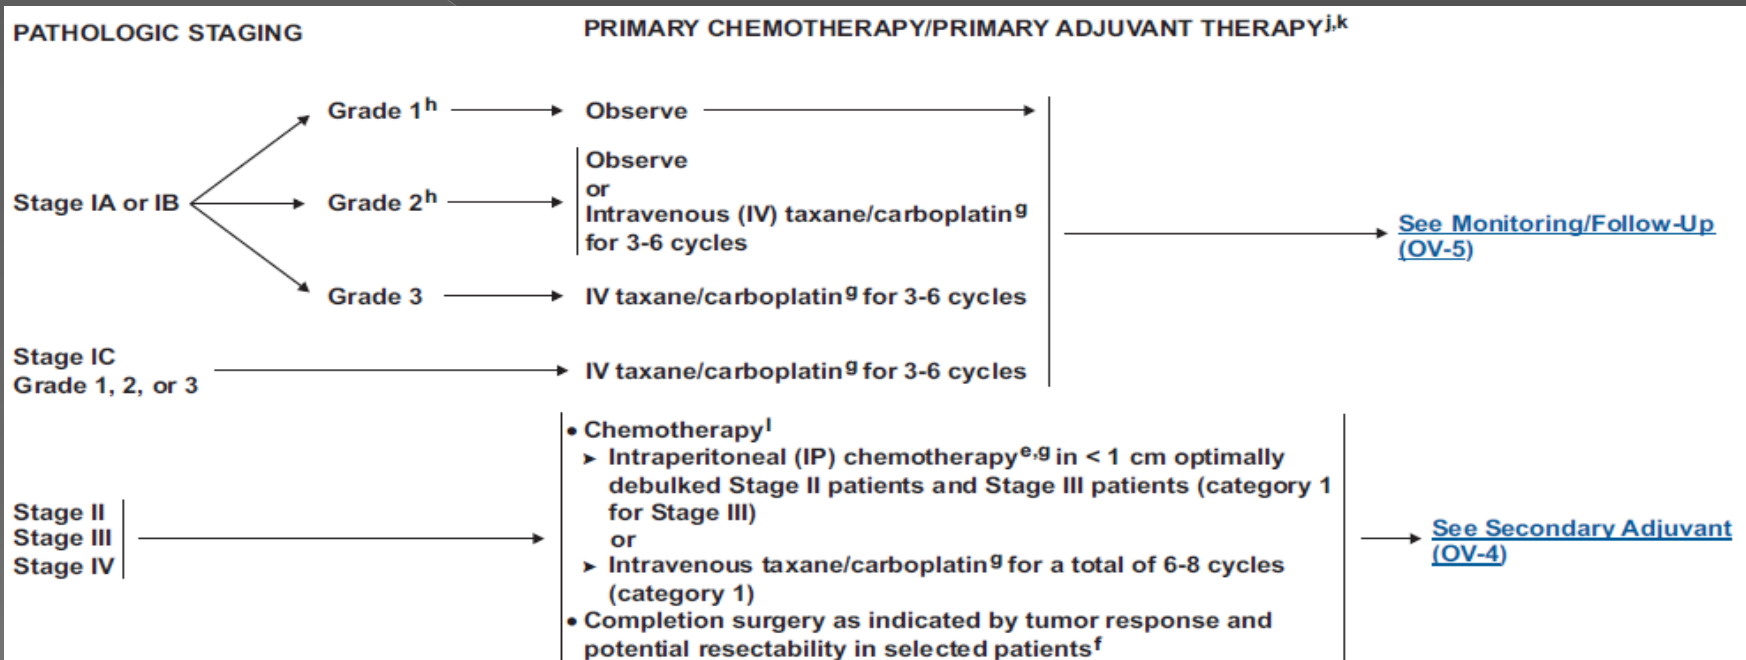 PATHOLOGIC STAGING
PRIMARY CHEMOTHERAPY/PRIMARY ADJUVANT THERAPYj,k
Grade 1h
Observe
Stage IA or IB
Grade 2h
Observe
or
Intravenous (IV) taxane/carboplating
for 3-6 cycles
Grade 3
IV taxane/carboplating for 3-6 cycles
See Monitoring/Follow-Up
(OV-5)
Stage IC
Grade 1, 2, or 3
IV taxane/carboplating for 3-6 cycles
Stage II
Stage III
Stage IV
• Chemotherapyl
➤ Intraperitoneal (IP) chemotherapye,g in < 1 cm optimally
debulked Stage II patients and Stage III patients (category 1
for Stage III)
or
➤ Intravenous taxane/carboplating for a total of 6-8 cycles
(category 1)
• Completion surgery as indicated by tumor response and
potential resectability in selected patientsf
See Secondary Adjuvant
(OV-4)